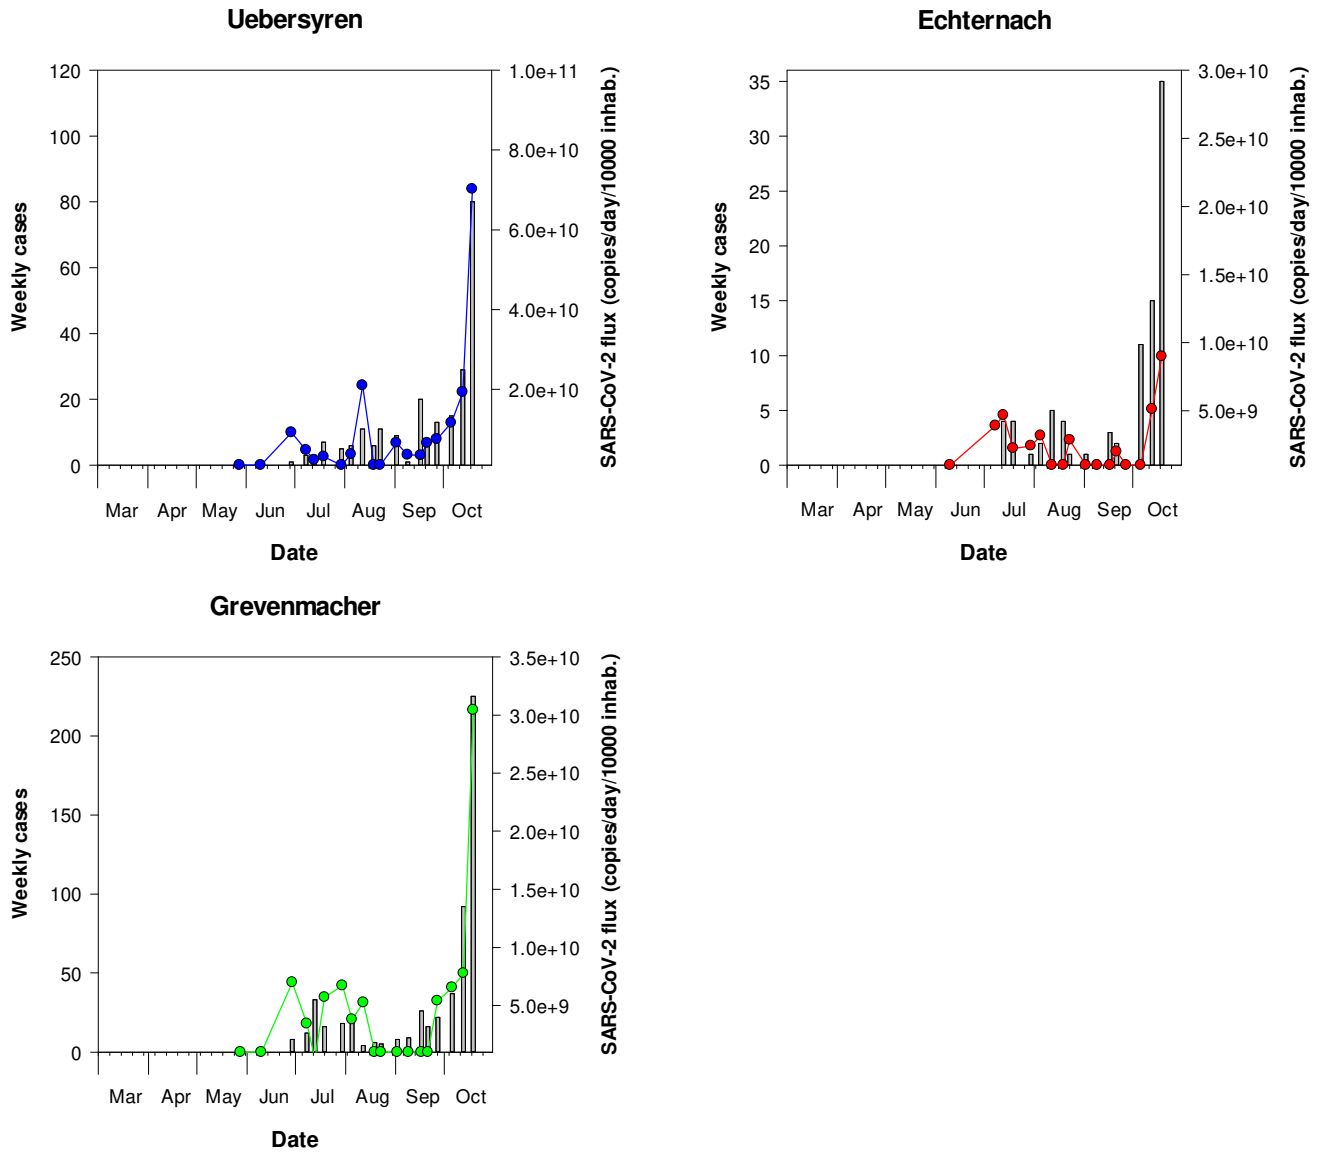 Uebersyren
120
100
80
60
40
20
0
Weekly cases
1.0e+11
8.0e+10
6.0e+10
4.0e+10
2.0e+10
SARS-CoV-2 flux (copies/day/10000 inhab.)
Mar Apr May Jun Jul Aug Sep Oct
Date
Echternach
35
30
25
20
15
10
5
0
Weekly cases
3.0e+10
2.5e+10
2.0e+10
1.5e+10
1.0e+10
5.0e+9
SARS-CoV-2 flux (copies/day/10000 inhab.)
Mar Apr May Jun Jul Aug Sep Oct
Date
Grevenmacher
250
200
150
100
50
0
Weekly cases
3.5e+10
3.0e+10
2.5e+10
2.0e+10
1.5e+10
1.0e+10
5.0e+9
SARS-CoV-2 flux (copies/day/10000 inhab.)
Mar Apr May Jun Jul Aug Sep Oct
Date